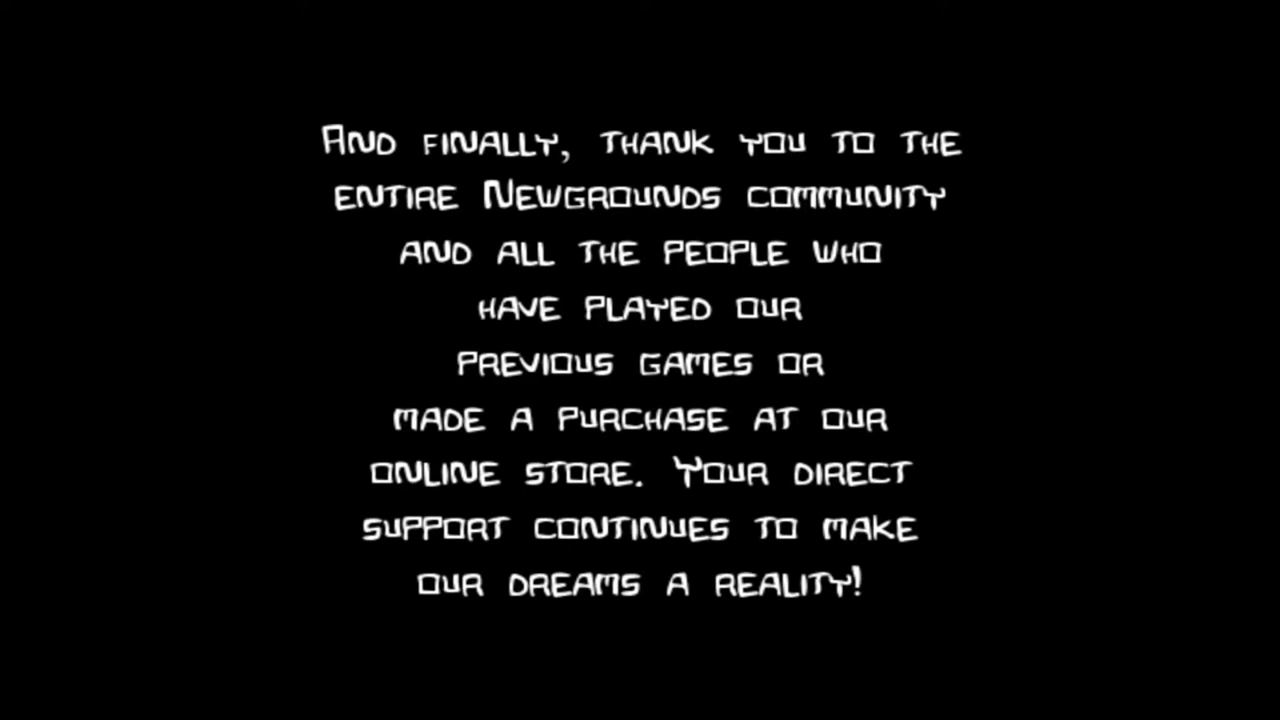 And finally, thank you to the
entire Newgrounds community
and all the people who
have played our
previous games or
made a purchase at our
online store. Your direct
support continues to make
our dreams a reality!